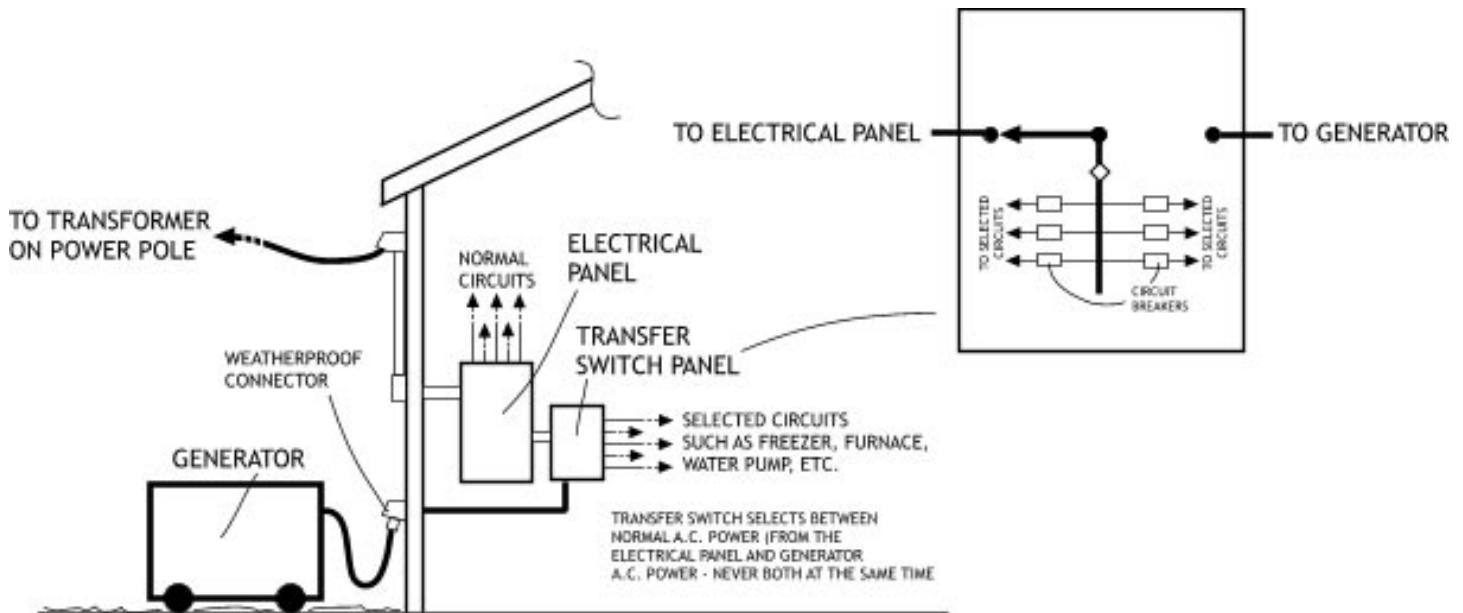 TO TRANSFORMER
ON POWER POLE
WEATHERPROOF
CONNECTOR
GENERATOR
NORMAL
CIRCUITS
ELECTRICAL
PANEL
TRANSFER
SWITCH PANEL
SELECTED CIRCUITS
SUCH AS FREEZER, FURNACE,
WATER PUMP, ETC.
TRANSFER SWITCH SELECTS BETWEEN
NORMAL A.C. POWER (FROM THE
ELECTRICAL PANEL AND GENERATOR
A.C. POWER - NEVER BOTH AT THE SAME TIME
TO ELECTRICAL PANEL
TO GENERATOR
TO SELECTED
CIRCUITS
TO SELECTED
CIRCUITS
CIRCUIT
BREAKERS